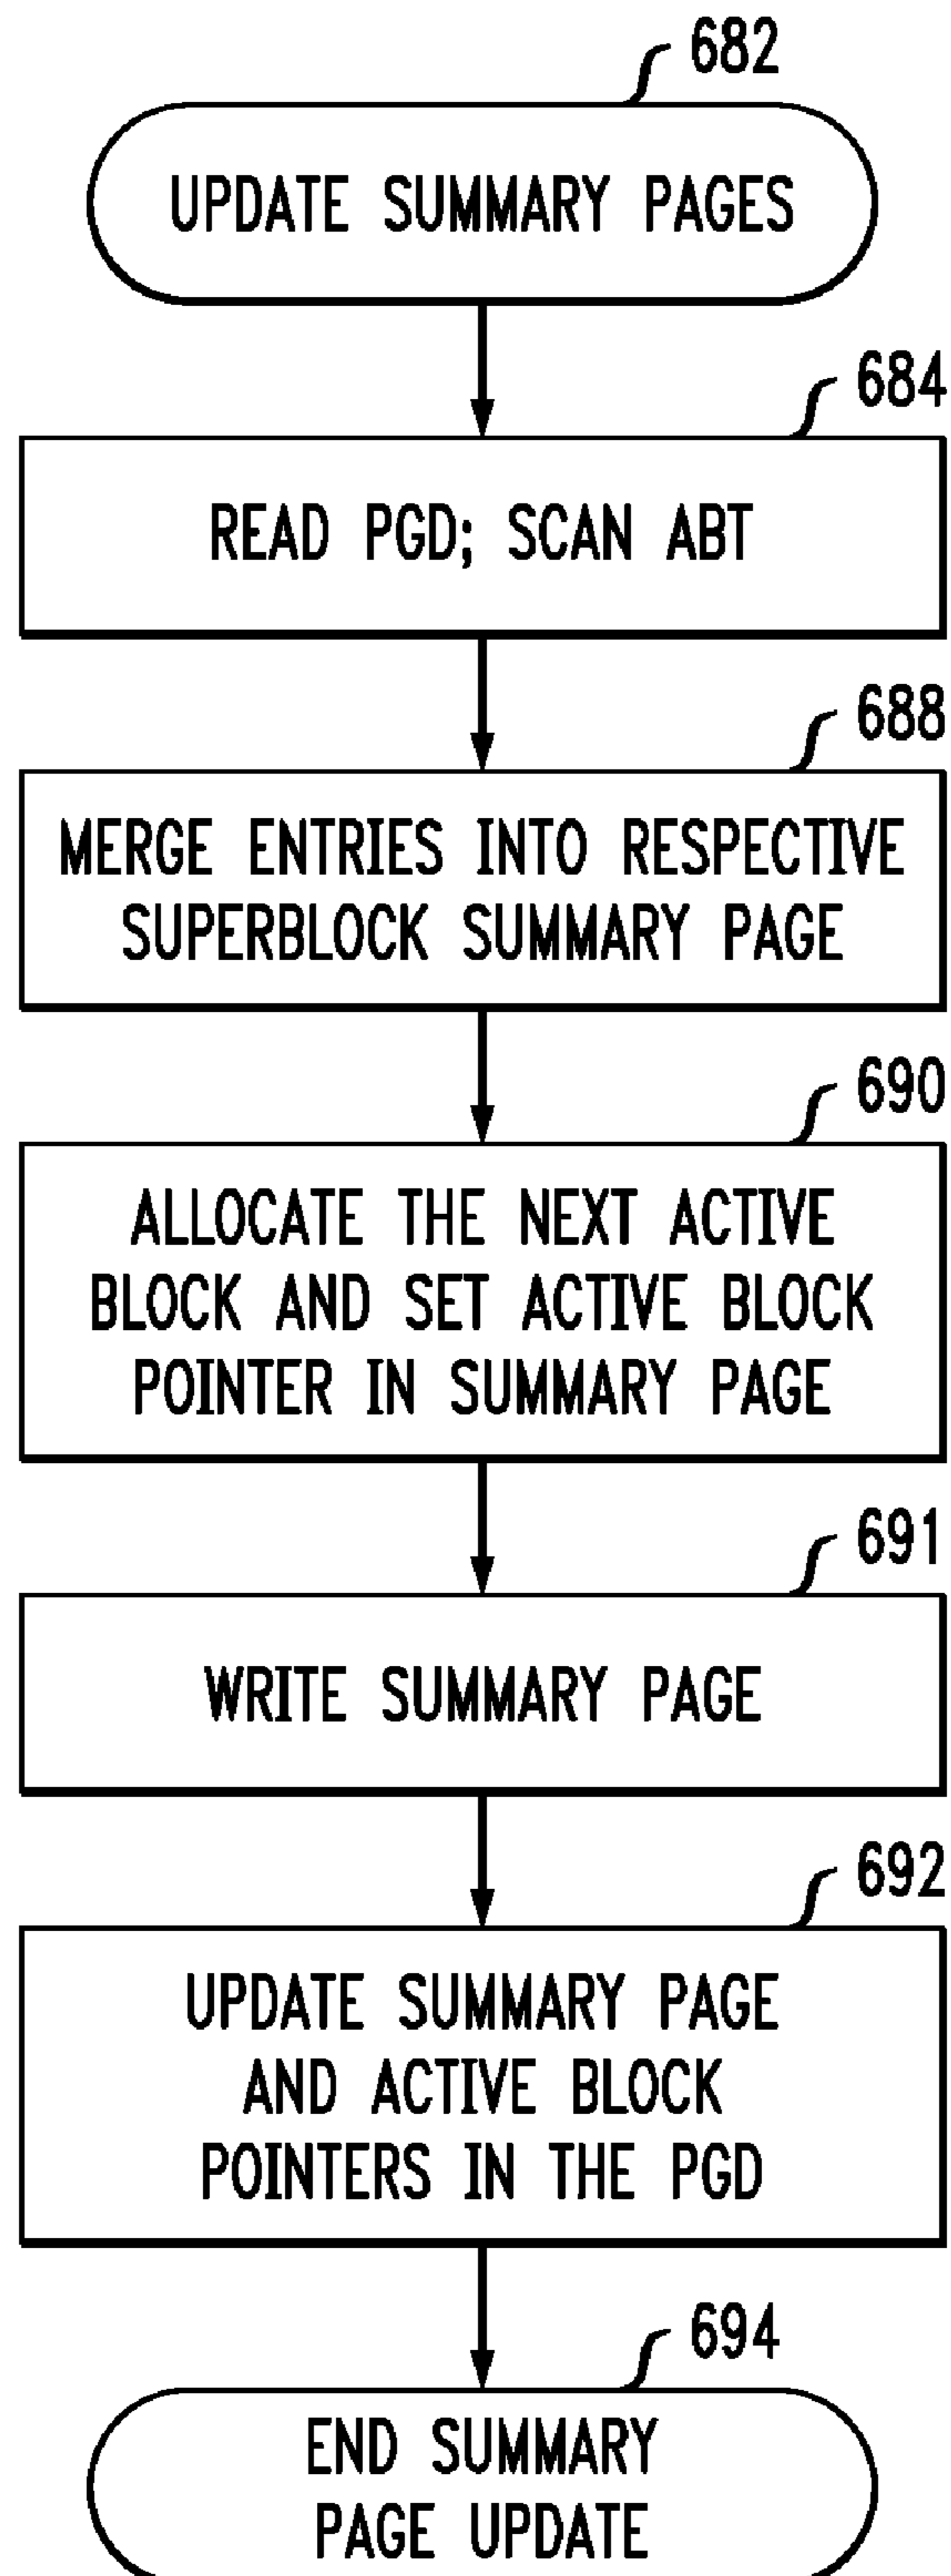 682
UPDATE SUMMARY PAGES
684
READ PGD; SCAN ABT
688
MERGE ENTRIES INTO RESPECTIVE
SUPERBLOCK SUMMARY PAGE
690
ALLOCATE THE NEXT ACTIVE
BLOCK AND SET ACTIVE BLOCK
POINTER IN SUMMARY PAGE
691
WRITE SUMMARY PAGE
692
UPDATE SUMMARY PAGE
AND ACTIVE BLOCK
POINTERS IN THE PGD
694
END SUMMARY
PAGE UPDATE